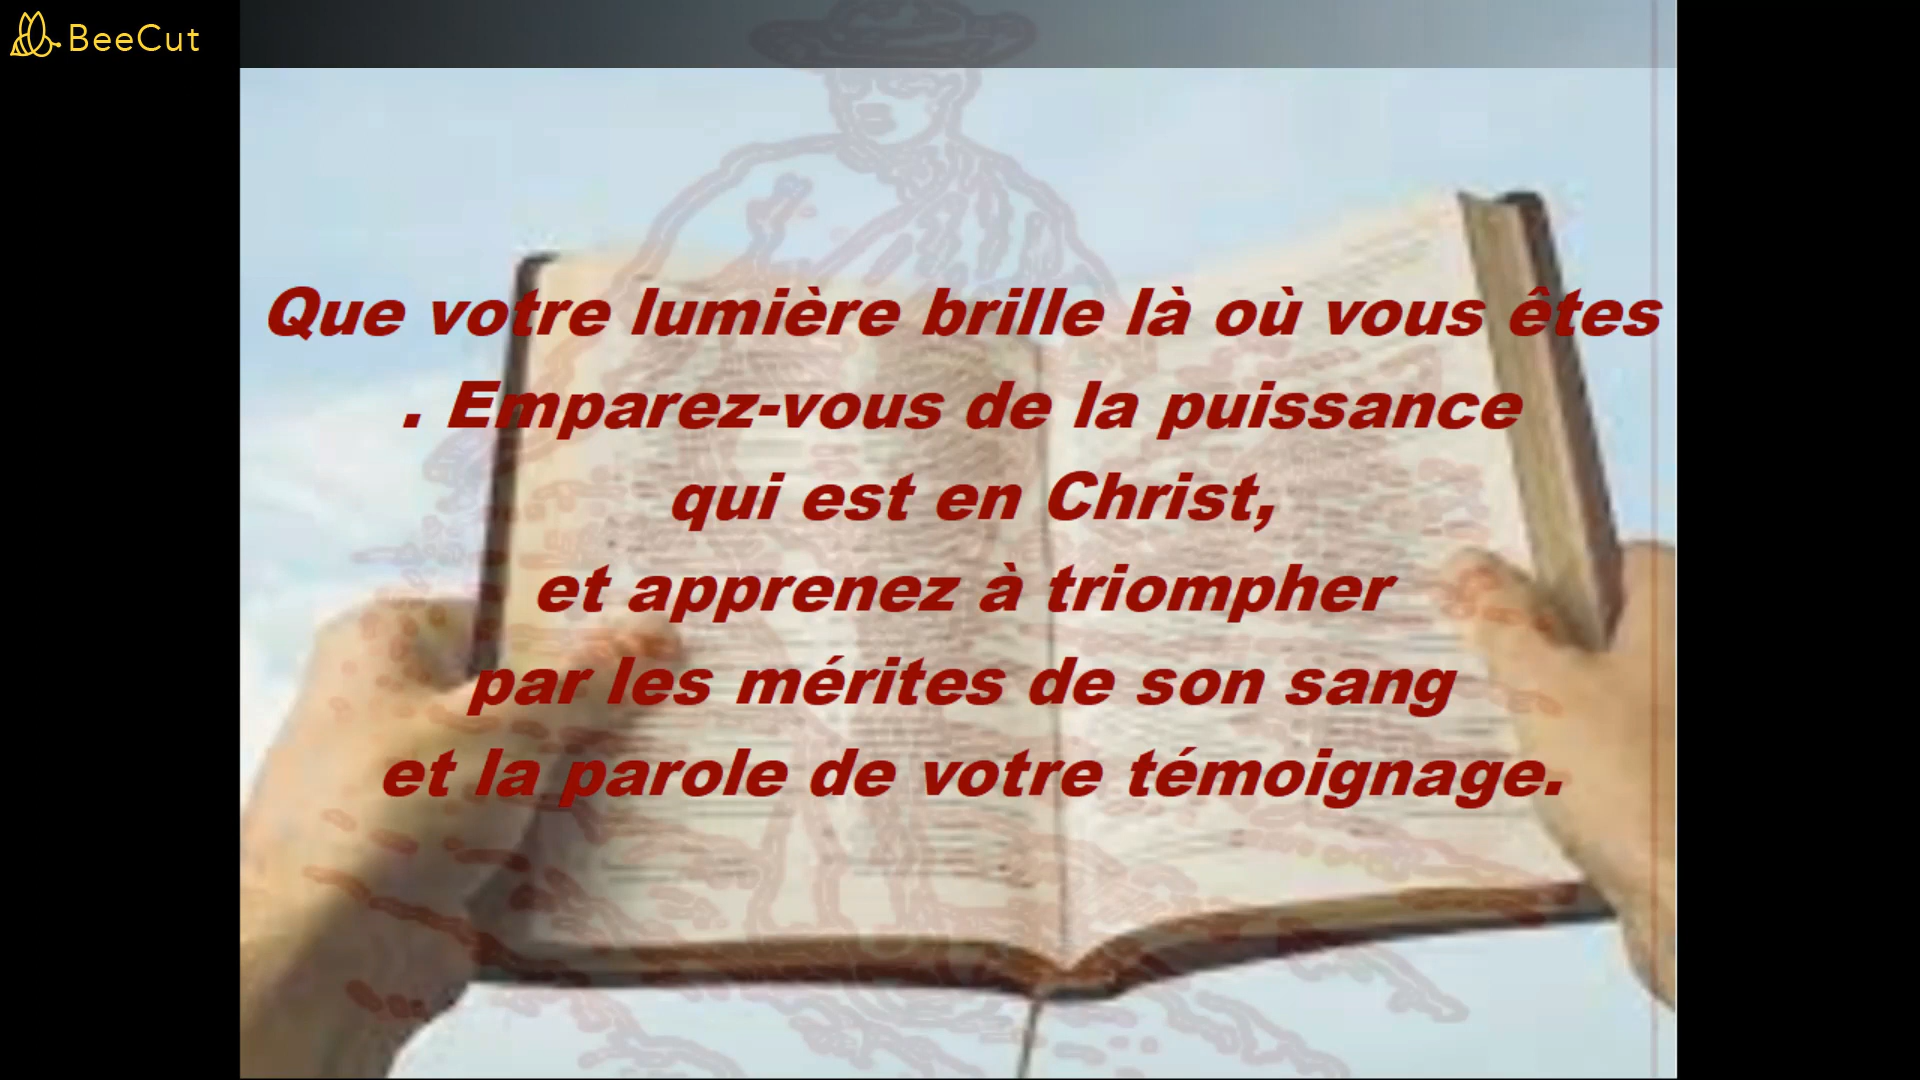 BeeCut
Que votre lumière brille là où vous êtes
. Emparez-vous de la puissance
qui est en Christ,
et apprenez à triompher
par les mérites de son sang
et la parole de votre témoignage.